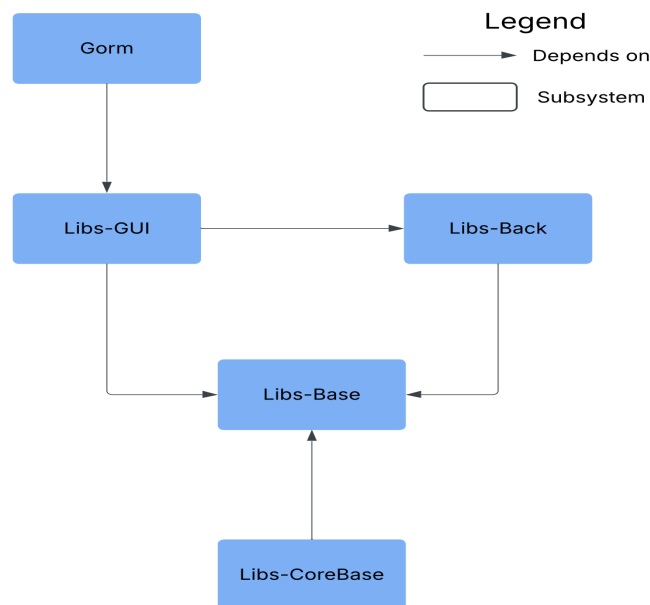 Legend
Gorm
Depends on
Subsystem
Libs-GUI
Libs-Back
Libs-Base
Libs-CoreBase